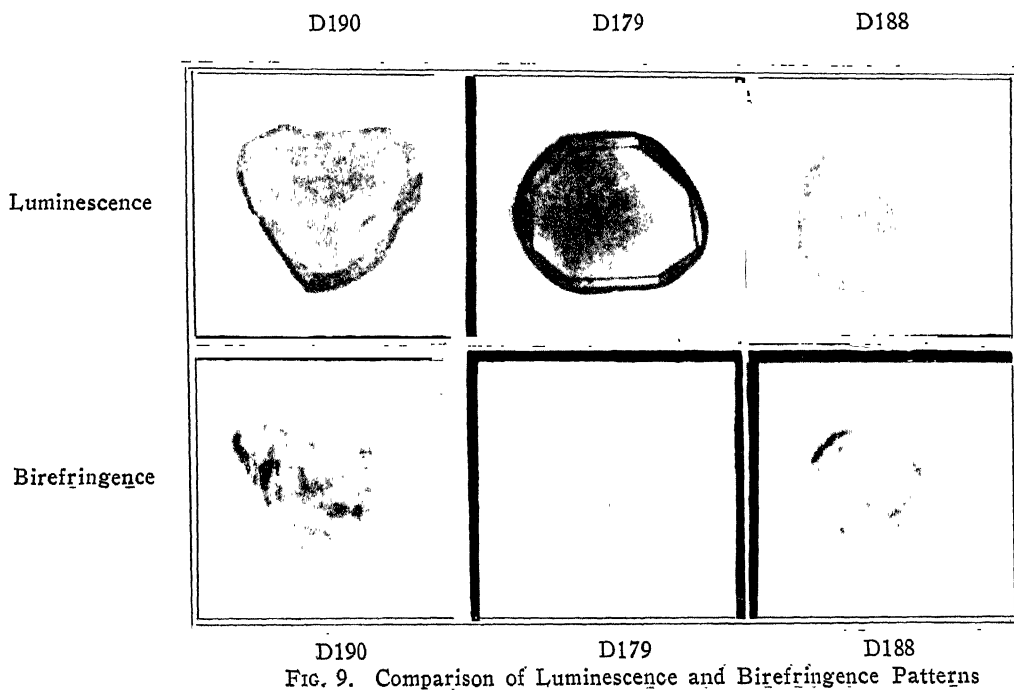 D190 D179 D188
Luminescence
Birefringence
D190 D179 D188
FIG. 9. Comparison of Luminescence and Birefringence Patterns